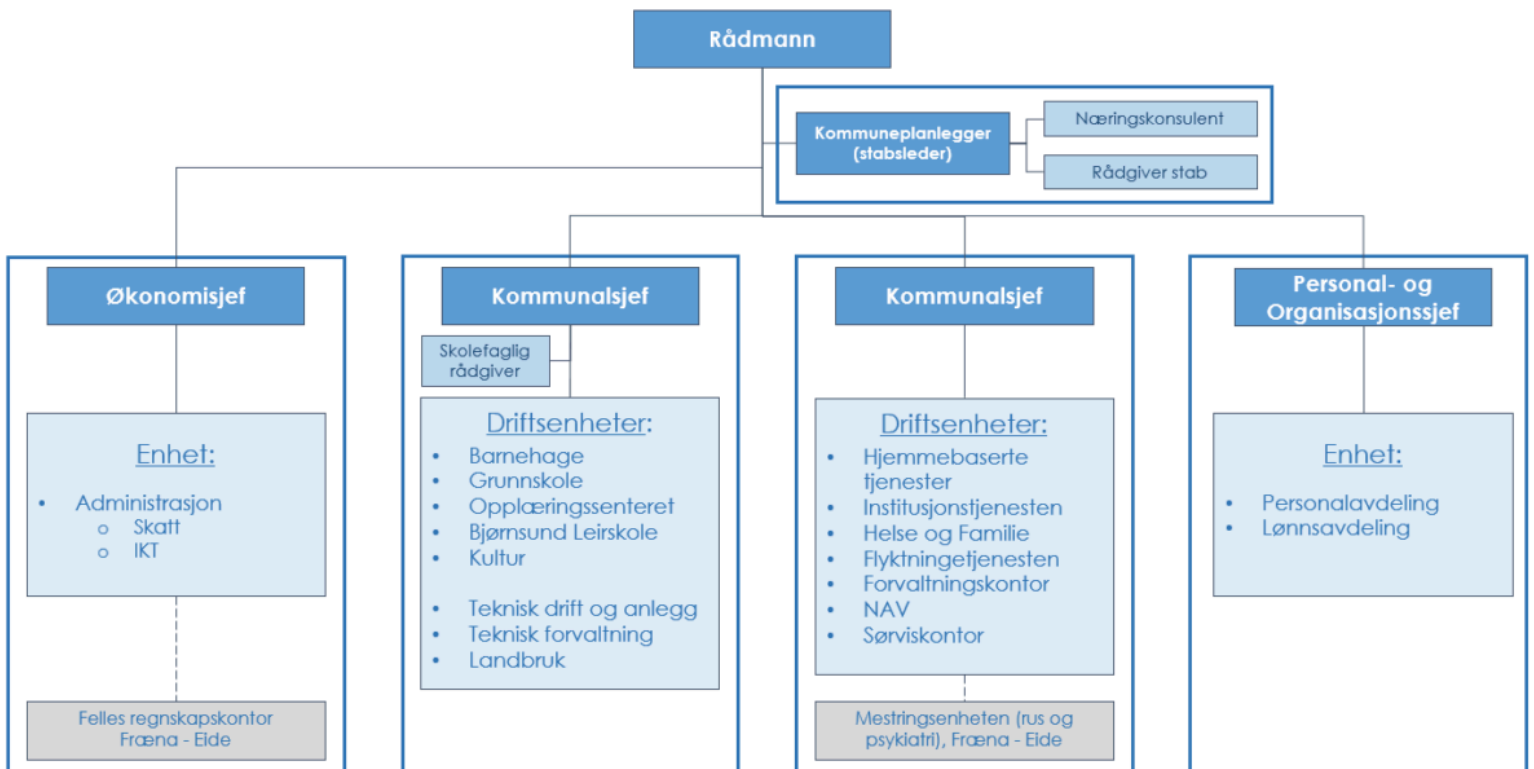 Rådmann
Kommuneplanlegger
(stabsleder)
Næringskonsulent
Rådgiver stab
Økonomisjef
Enhet:
• Administrasjon
o Skatt
o IKT
Felles regnskapskontor
Fræna - Eide
Kommunalsjef
Skolefaglig
rådgiver
Driftsenheter:
• Barnehage
• Grunnskole
• Opplæringssenteret
• Bjørnsund Leirskole
• Kultur
• Teknisk drift og anlegg
• Teknisk forvaltning
• Landbruk
Kommunalsjef
Driftsenheter:
• Hjemmebaserte
tjenester
• Institusjonstjenesten
• Helse og Familie
• Flyktningetjenesten
• Forvaltningskontor
• NAV
• Sørviskontor
Mestringsenheten (rus og
psykiatri), Fræna - Eide
Personal- og
Organisasjonssjef
Enhet:
• Personalavdeling
• Lønnsavdeling